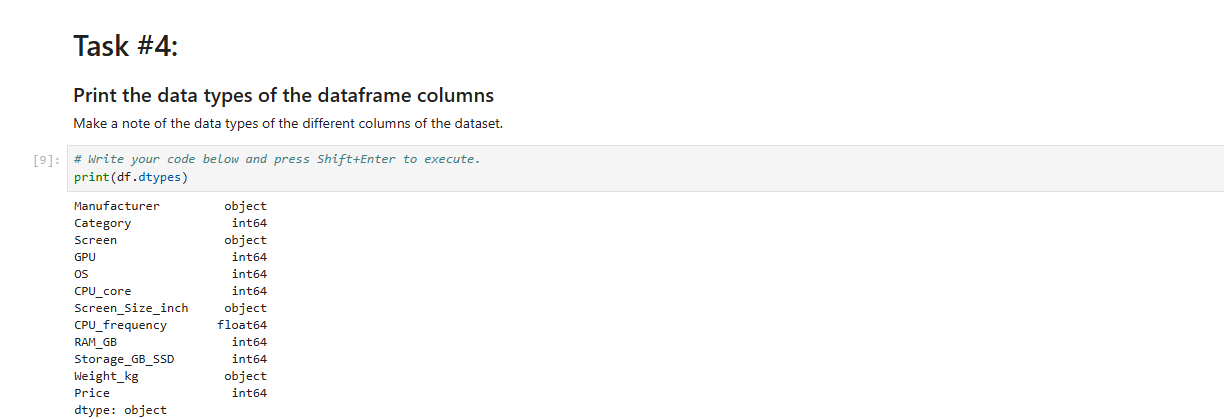 Task #4:
Print the data types of the dataframe columns
Make a note of the data types of the different columns of the dataset.
[9]: # Write your code below and press Shift+Enter to execute.
print(df.dtypes)
Manufacturer object
Category int64
Screen object
GPU int64
OS int64
CPU_core int64
Screen_Size_inch object
CPU_frequency float64
RAM_GB int64
Storage_GB_SSD int64
Weight_kg object
Price int64
dtype: object